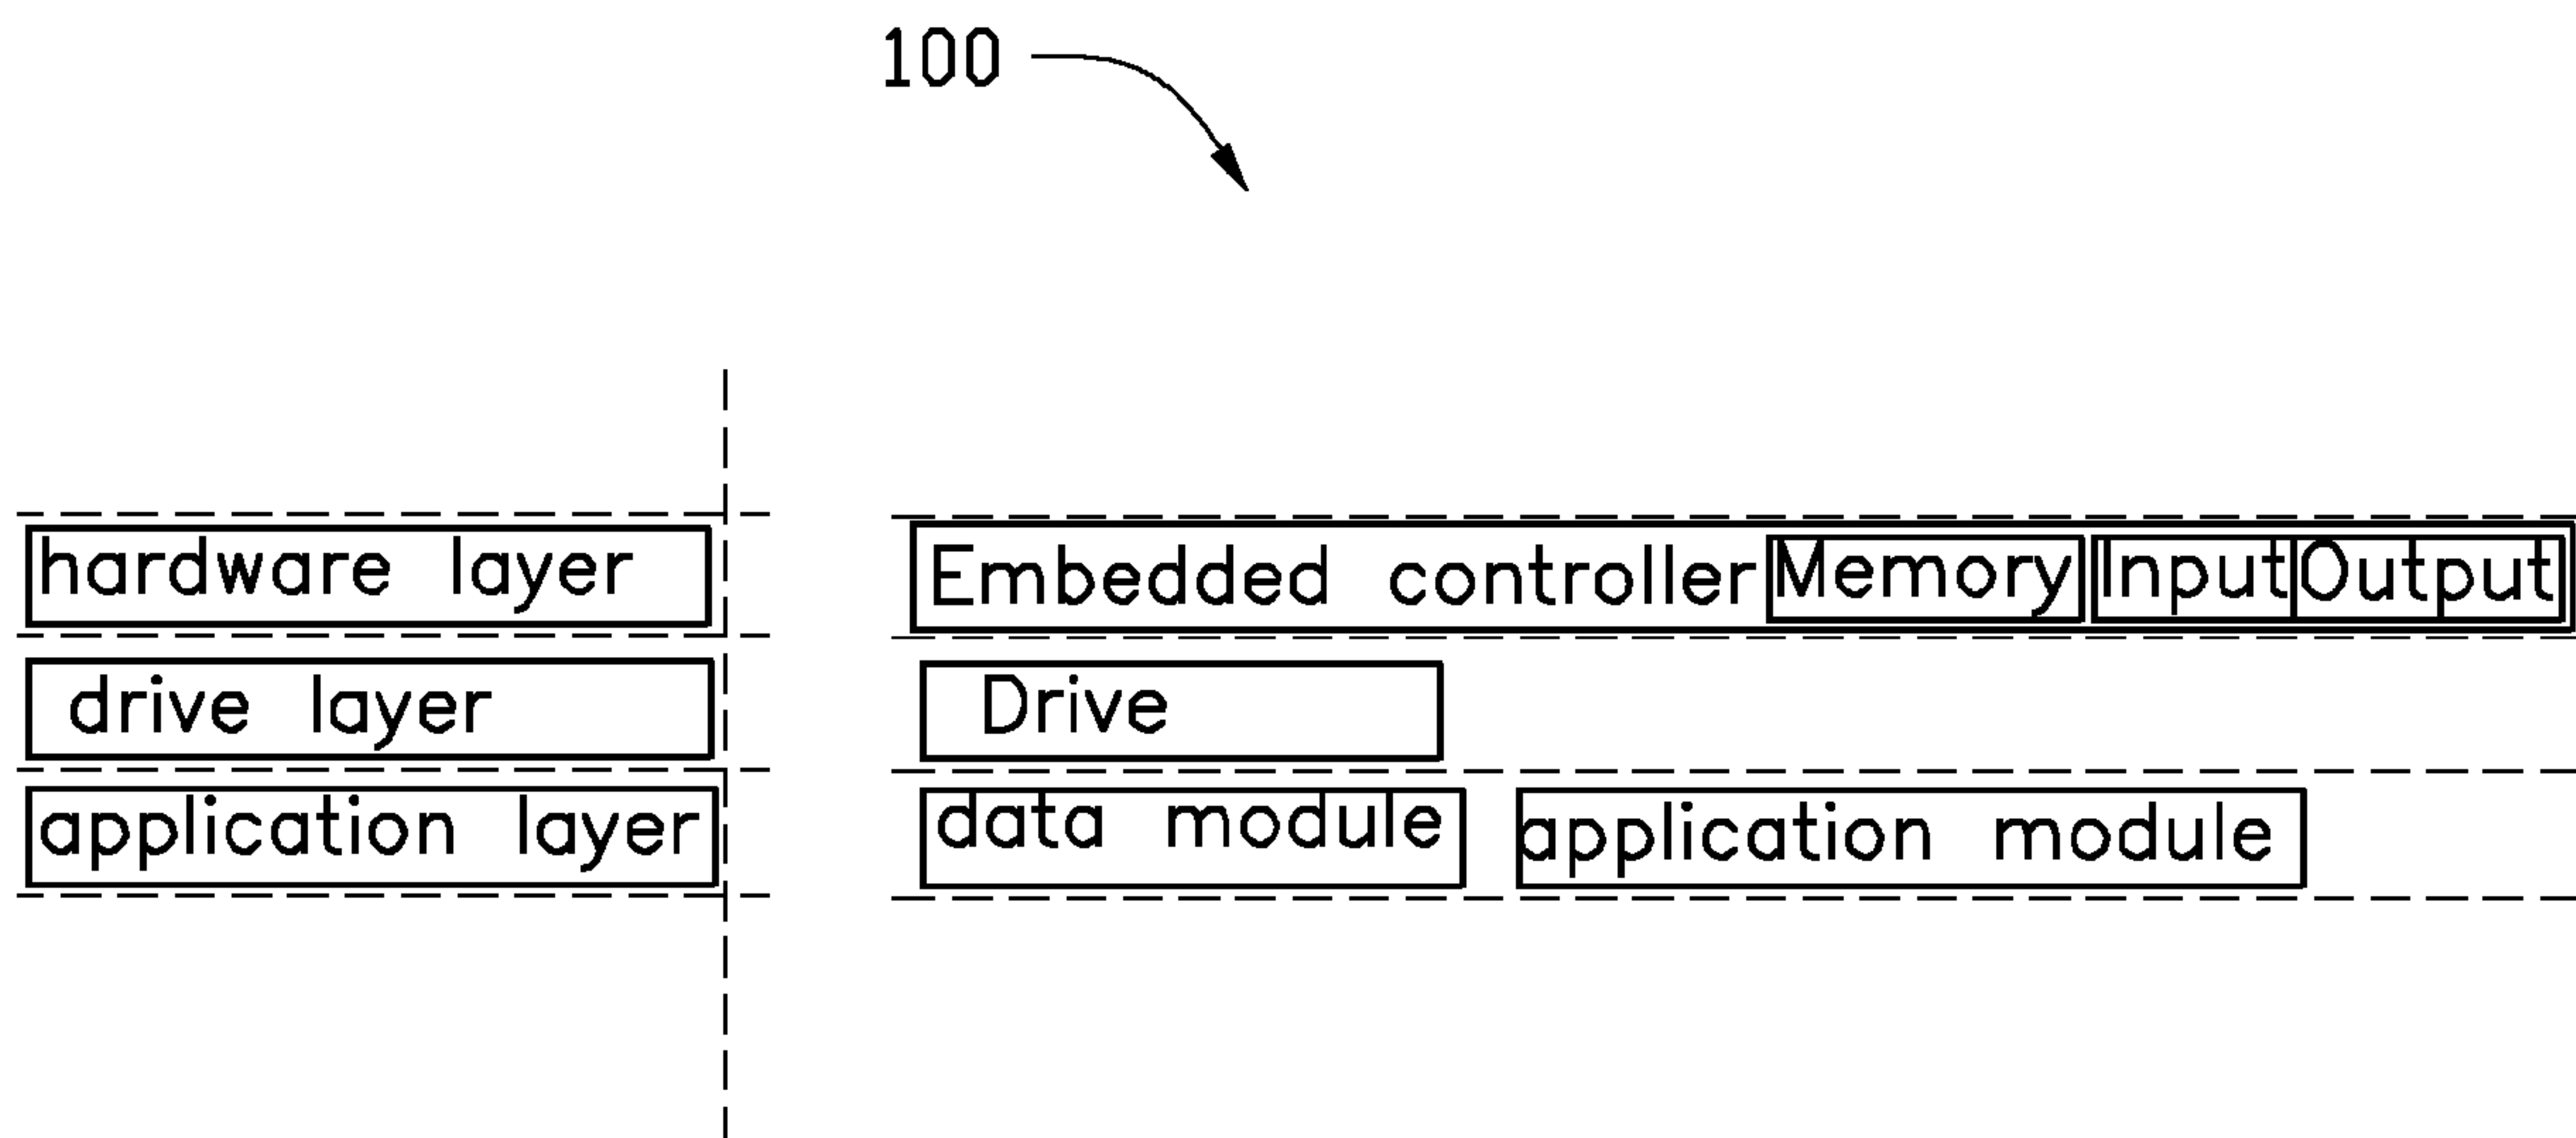 100
hardware layer Embedded controller Memory Input Output
drive layer Drive
application layer data module application module